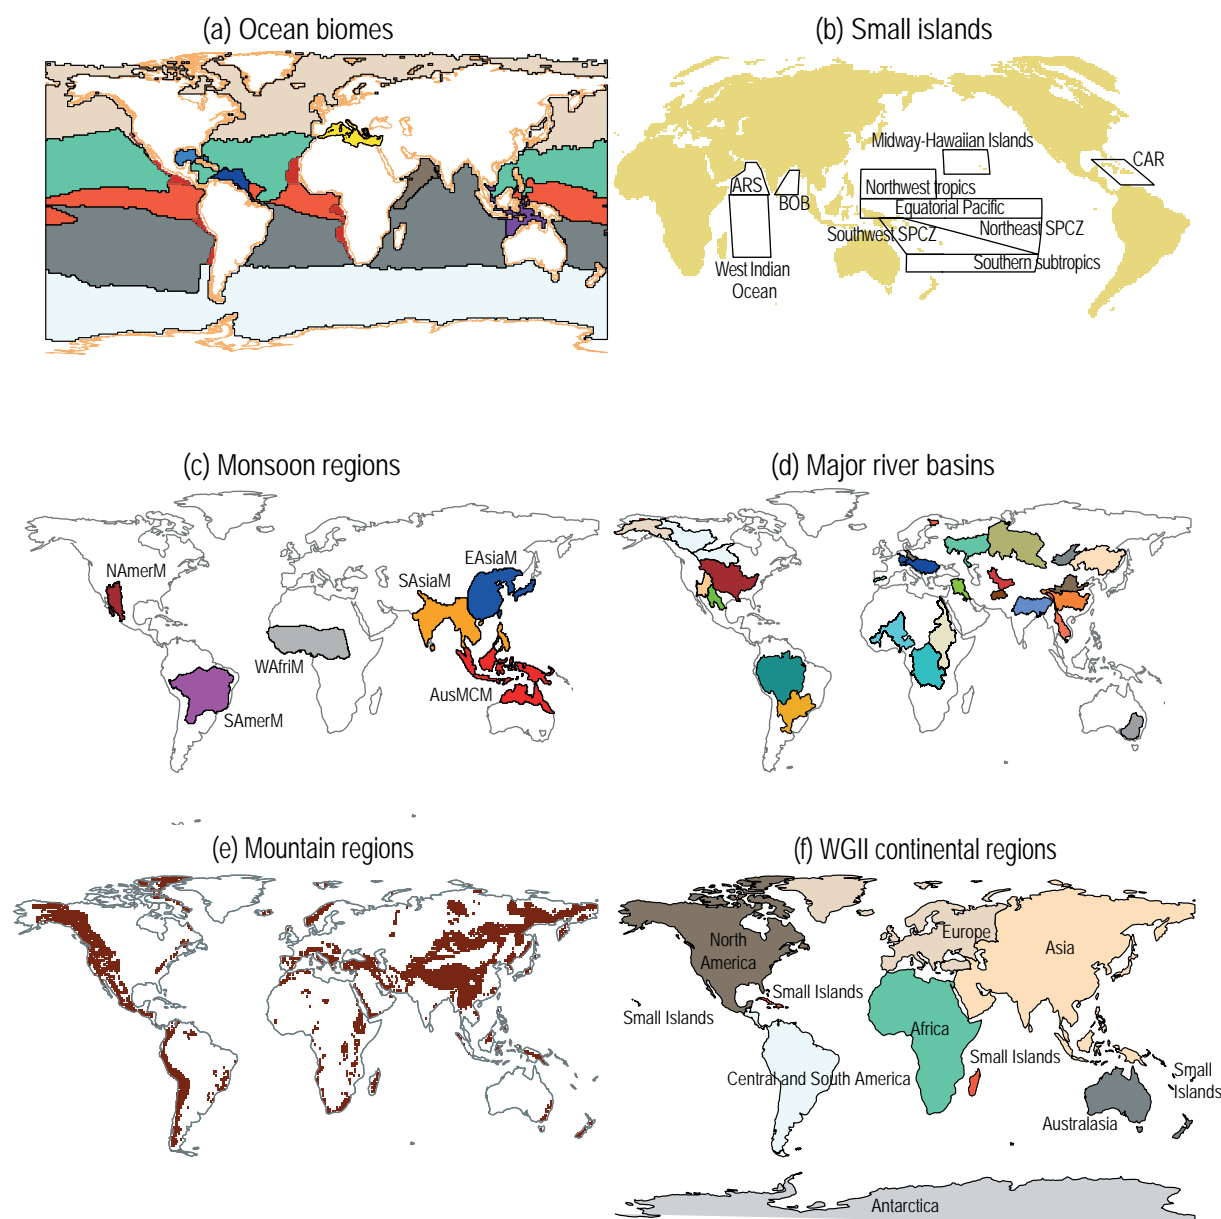 (a) Ocean biomes
(b) Small islands
Midway-Hawaiian Islands
CAR
ARS
BOB
Northwest tropics
Equatorial Pacific
Southwest SPCZ
Northeast SPCZ
Southern subtropics
West Indian
Ocean
(c) Monsoon regions
NAmerM
EAsiaM
SAsiaM
WAfriM
AusMCM
SAmerM
(d) Major river basins
(e) Mountain regions
(f) WGII continental regions
North
America
Europe
Asia
Small Islands
Small Islands
Africa
Small Islands
Central and South America
Small
Islands
Australasia
Antarctica